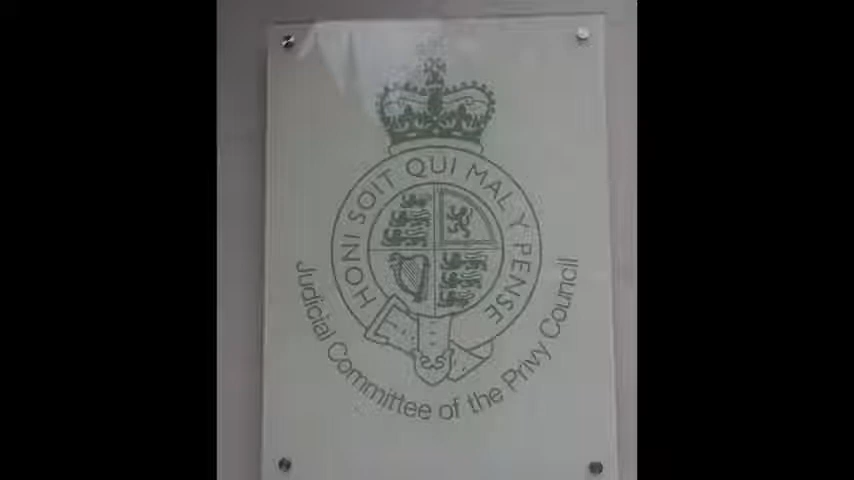 HONI SOIT QUI MAL Y PENSE
Judicial Committee of the Privy Council